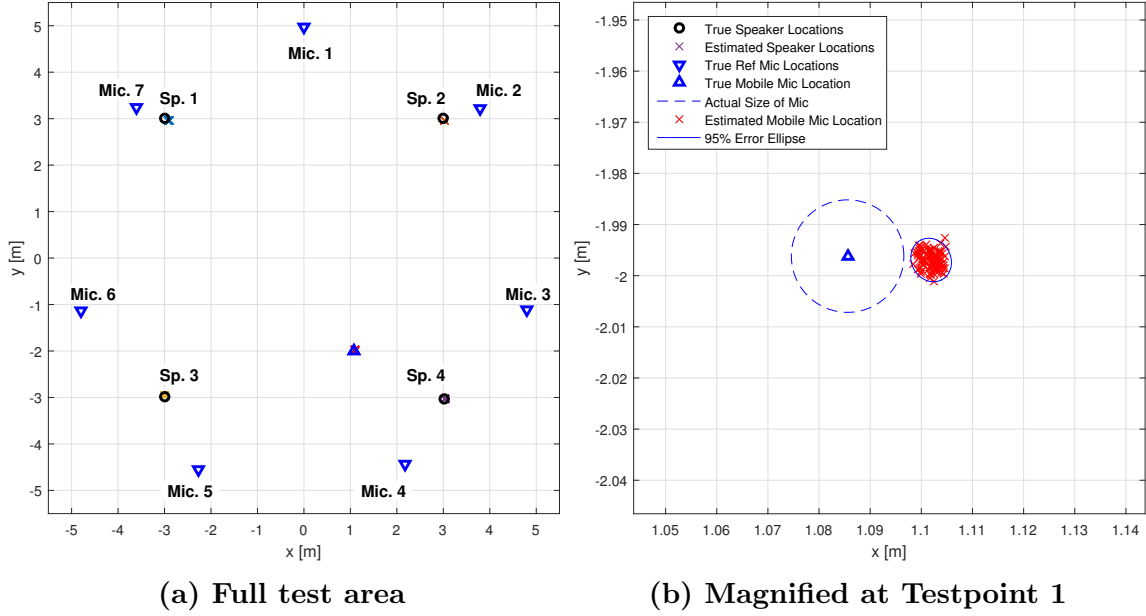 5
4
3
2
1
0
-1
-2
-3
-4
-5
y [m]
Mic. 1
Mic. 7
Sp. 1
Sp. 2
Mic. 2
Mic. 6
Mic. 3
Sp. 3
Sp. 4
Mic. 5
Mic. 4
-5 -4 -3 -2 -1 0 1 2 3 4 5
x [m]
(a) Full test area
-1.95
-1.96
-1.97
-1.98
-1.99
-2
-2.01
-2.02
-2.03
-2.04
y [m]
True Speaker Locations
Estimated Speaker Locations
True Ref Mic Locations
True Mobile Mic Location
Actual Size of Mic
Estimated Mobile Mic Location
95% Error Ellipse
1.05 1.06 1.07 1.08 1.09 1.1 1.11 1.12 1.13 1.14
x [m]
(b) Magnified at Testpoint 1